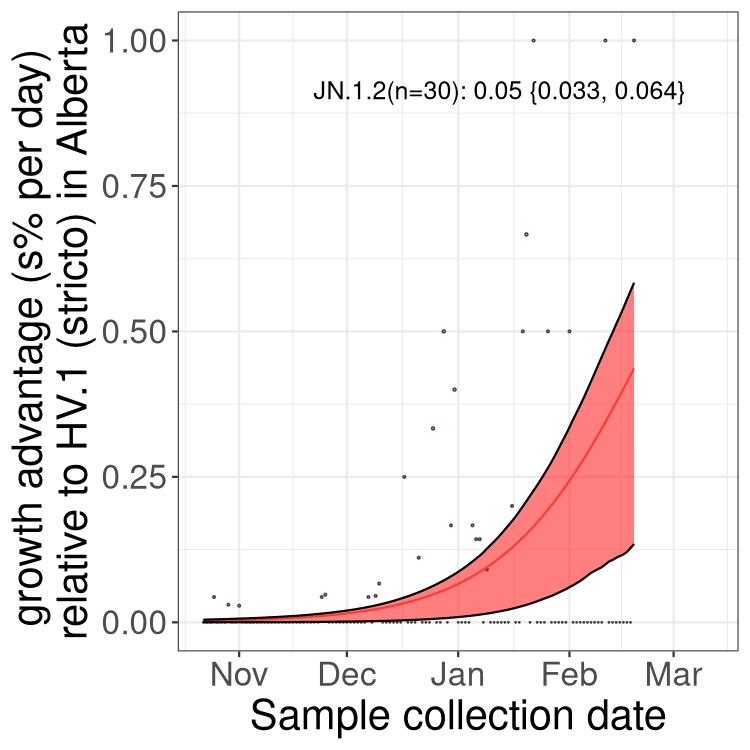 growth advantage (s% per day)
relative to HV.1 (stricto) in Alberta
1.00
JN.1.2(n=30): 0.05 {0.033, 0.064}
0.75
0.50
0.25
0.00
Nov Dec Jan Feb Mar
Sample collection date